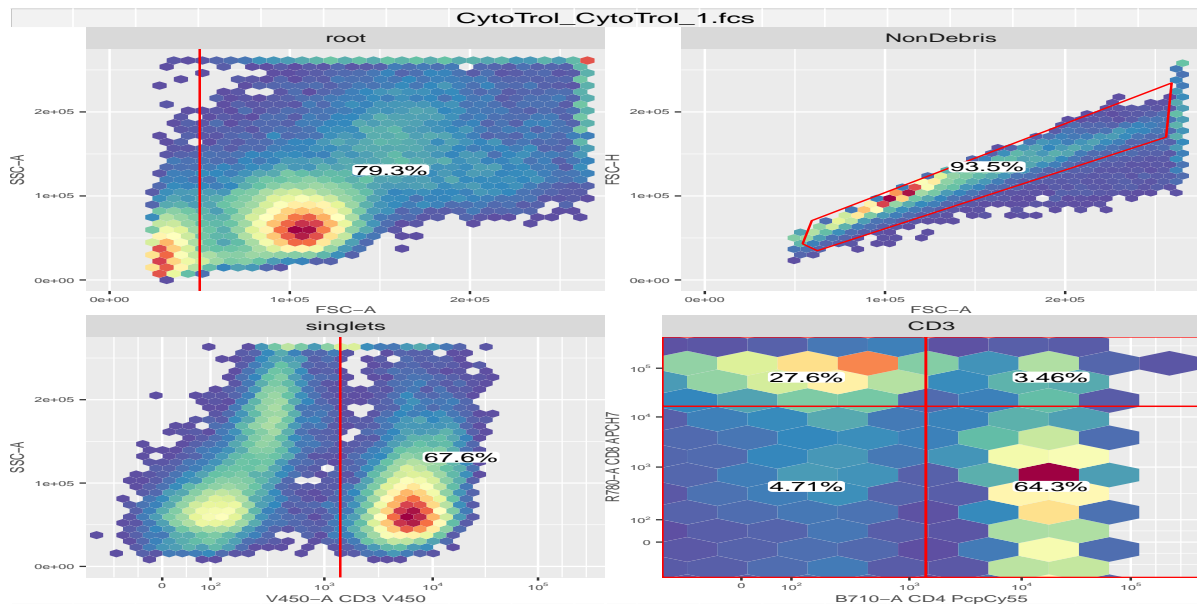 CytoTrol_CytoTrol_1.fcs
root
NonDebris
SSC−A
2e+05
1e+05
0e+00
79.3%
0e+00
1e+05
2e+05
FSC−A
FSC−H
2e+05
1e+05
0e+00
93.5%
0e+00
1e+05
2e+05
FSC−A
singlets
CD3
SSC−A
2e+05
1e+05
0e+00
67.6%
0
10²
10³
10⁴
10⁵
V450−A CD3 V450
R780−A CD8 APCH7
10⁵
10⁴
10³
10²
0
27.6%
3.46%
4.71%
64.3%
0
10²
10³
10⁴
10⁵
B710−A CD4 PcpCy55